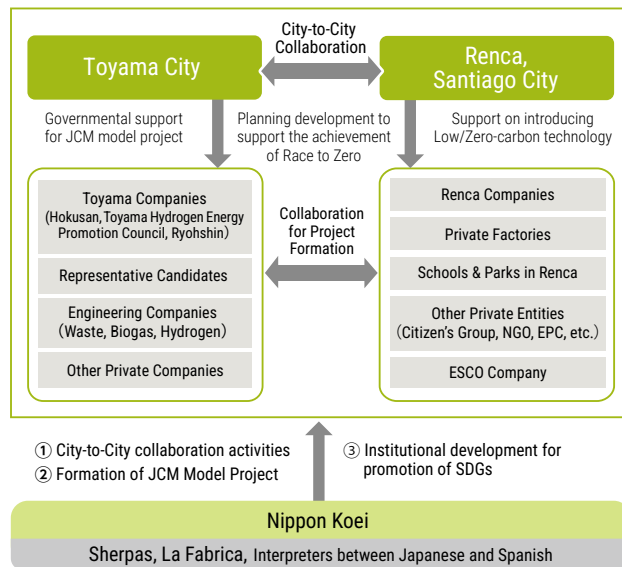 City-to-City
Collaboration
Toyama City
Renca,
Santiago City
Governmental support
for JCM model project
Planning development to
support the achievement
of Race to Zero
Support on introducing
Low/Zero-carbon technology
Toyama Companies
(Hokusan, Toyama Hydrogen Energy
Promotion Council, Ryohshin)
Representative Candidates
Engineering Companies
(Waste, Biogas, Hydrogen)
Other Private Companies
Collaboration
for Project
Formation
Renca Companies
Private Factories
Schools & Parks in Renca
Other Private Entities
(Citizen's Group, NGO, EPC, etc.)
ESCO Company
① City-to-City collaboration activities
② Formation of JCM Model Project
③ Institutional development for
promotion of SDGs
Nippon Koei
Sherpas, La Fabrica, Interpreters between Japanese and Spanish